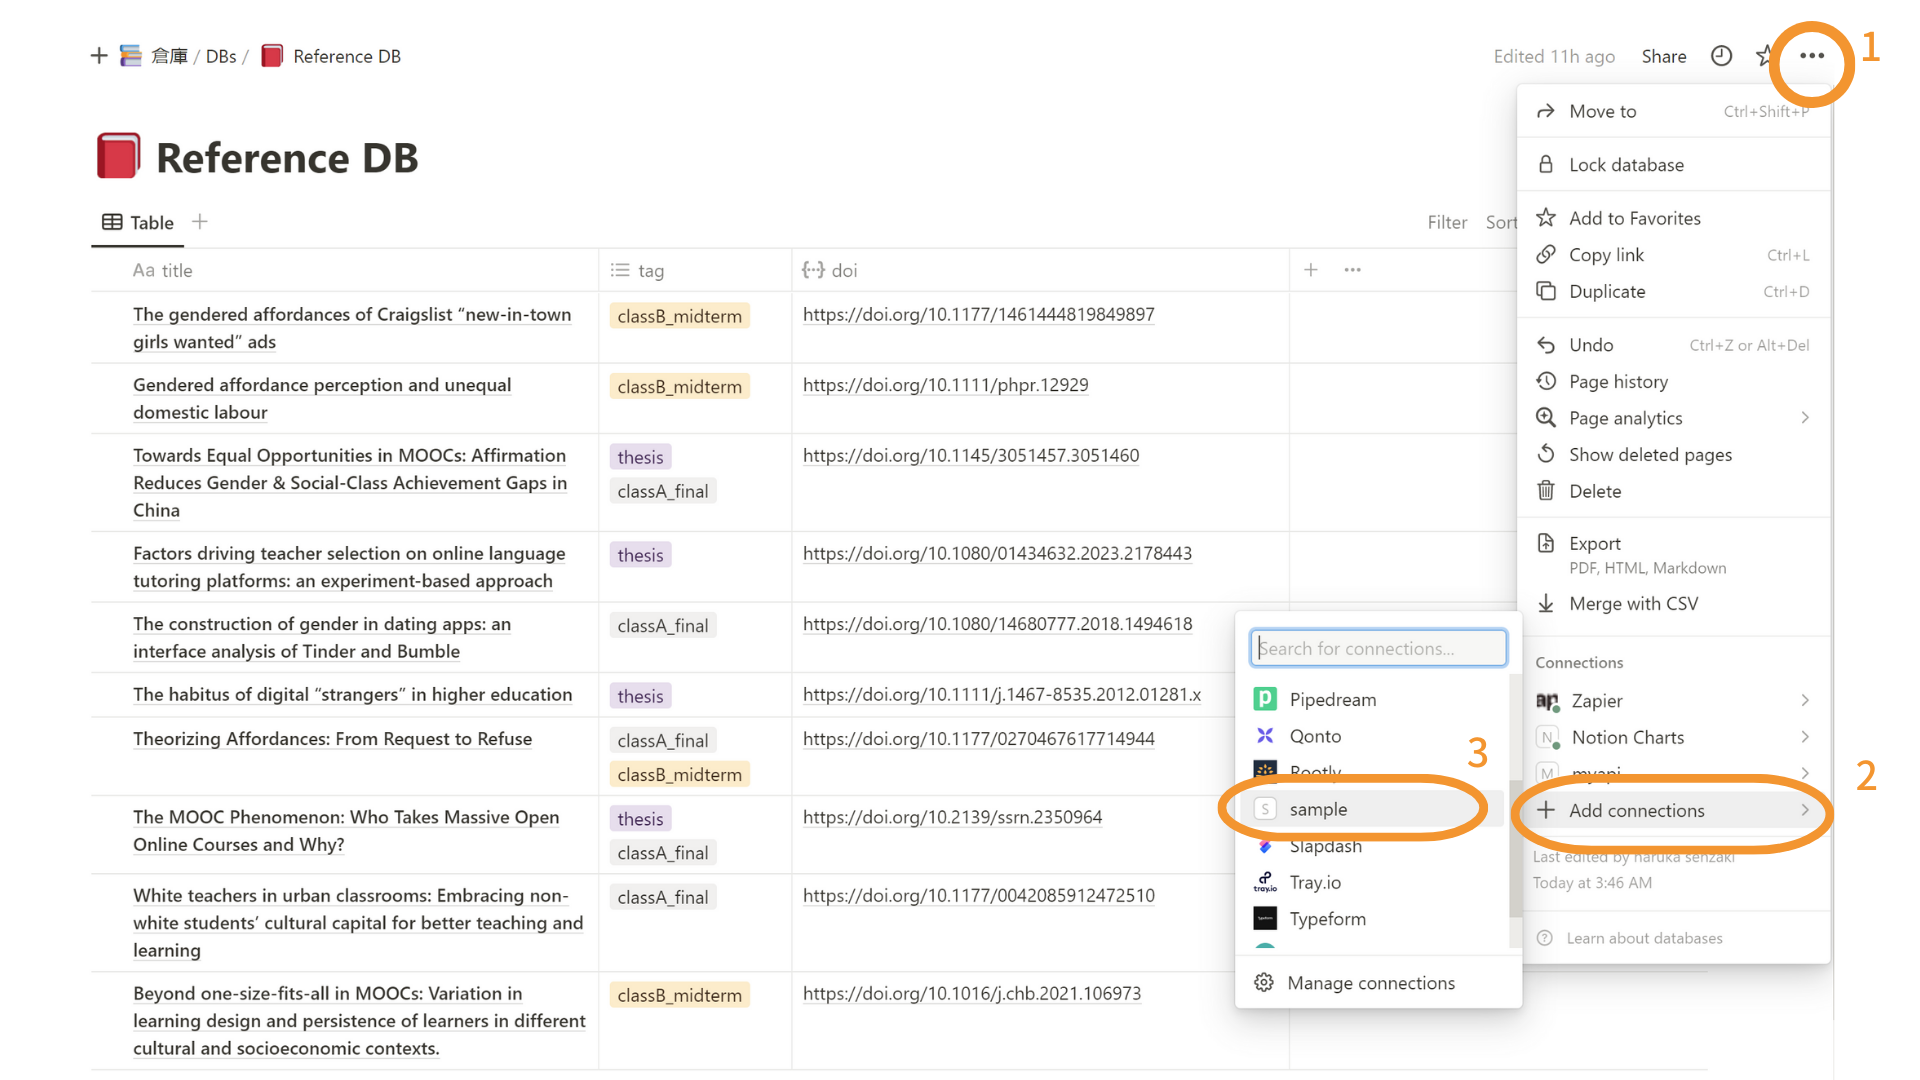 倉庫 / DBs / Reference DB
Edited 11h ago Share
1
Reference DB
Table
Filter Sort
Aa title tag doi
The gendered affordances of Craigslist “new-in-town
girls wanted” ads
classB_midterm
https://doi.org/10.1177/1461444819849897
Gendered affordance perception and unequal
domestic labour
classB_midterm
https://doi.org/10.1111/phpr.12929
Towards Equal Opportunities in MOOCs: Affirmation
Reduces Gender & Social-Class Achievement Gaps in
China
thesis
classA_final
https://doi.org/10.1145/3051457.3051460
Factors driving teacher selection on online language
tutoring platforms: an experiment-based approach
thesis
https://doi.org/10.1080/01434632.2023.2178443
The construction of gender in dating apps: an
interface analysis of Tinder and Bumble
classA_final
https://doi.org/10.1080/14680777.2018.1494618
The habitus of digital “strangers” in higher education
thesis
https://doi.org/10.1111/j.1467-8535.2012.01281.x
Theorizing Affordances: From Request to Refuse
classA_final
classB_midterm
https://doi.org/10.1177/0270467617714944
The MOOC Phenomenon: Who Takes Massive Open
Online Courses and Why?
thesis
classA_final
https://doi.org/10.2139/ssrn.2350964
White teachers in urban classrooms: Embracing non-
white students’ cultural capital for better teaching and
learning
classA_final
https://doi.org/10.1177/0042085912472510
Beyond one-size-fits-all in MOOCs: Variation in
learning design and persistence of learners in different
cultural and socioeconomic contexts.
classB_midterm
https://doi.org/10.1016/j.chb.2021.106973
Move to Ctrl+Shift+P
Lock database
Add to Favorites
Copy link Ctrl+L
Duplicate Ctrl+D
Undo Ctrl+Z or Alt+Del
Page history
Page analytics
Show deleted pages
Delete
Export
PDF, HTML, Markdown
Merge with CSV
Connections
Zapier
N Notion Charts
M myapi
2
Add connections
Last edited by haruka senzaki
Today at 3:46 AM
Learn about databases
Search for connections...
p Pipedream
Qonto
Rootly
3
S sample
Slapdash
tray.io Tray.io
Typeform
Manage connections